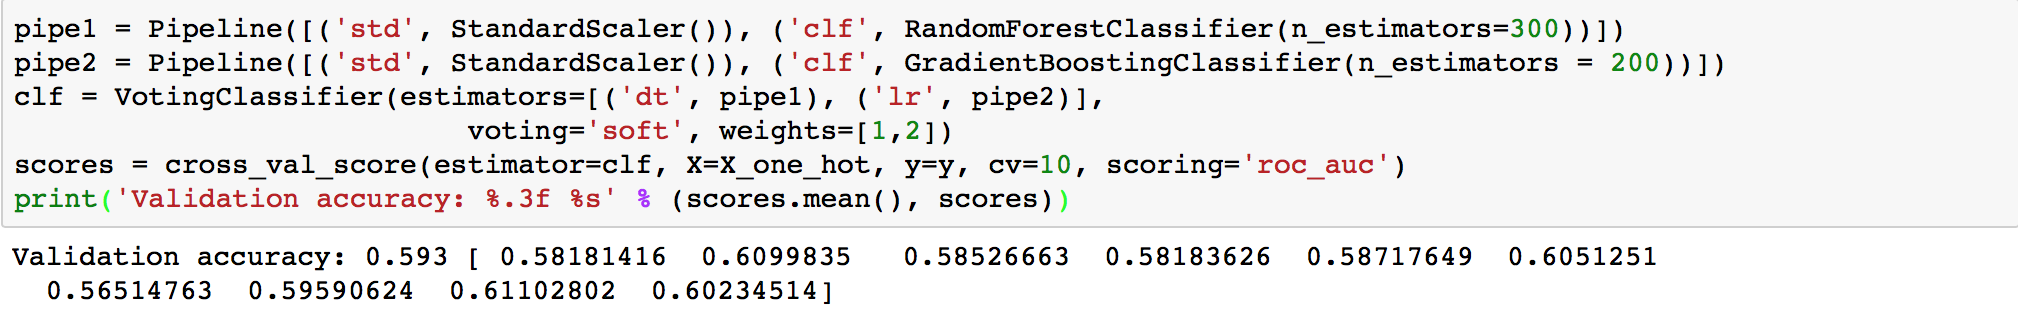 pipe1 = Pipeline([('std', StandardScaler()), ('clf', RandomForestClassifier(n_estimators=300))])
pipe2 = Pipeline([('std', StandardScaler()), ('clf', GradientBoostingClassifier(n_estimators = 200))])
clf = VotingClassifier(estimators=[('dt', pipe1), ('lr', pipe2)],
                           voting='soft', weights=[1,2])
scores = cross_val_score(estimator=clf, X=X_one_hot, y=y, cv=10, scoring='roc_auc')
print('Validation accuracy: %.3f %s' % (scores.mean(), scores))
Validation accuracy: 0.593 [ 0.58181416  0.6099835   0.58526663  0.58183626  0.58717649  0.6051251
  0.56514763  0.59590624  0.61102802  0.60234514]